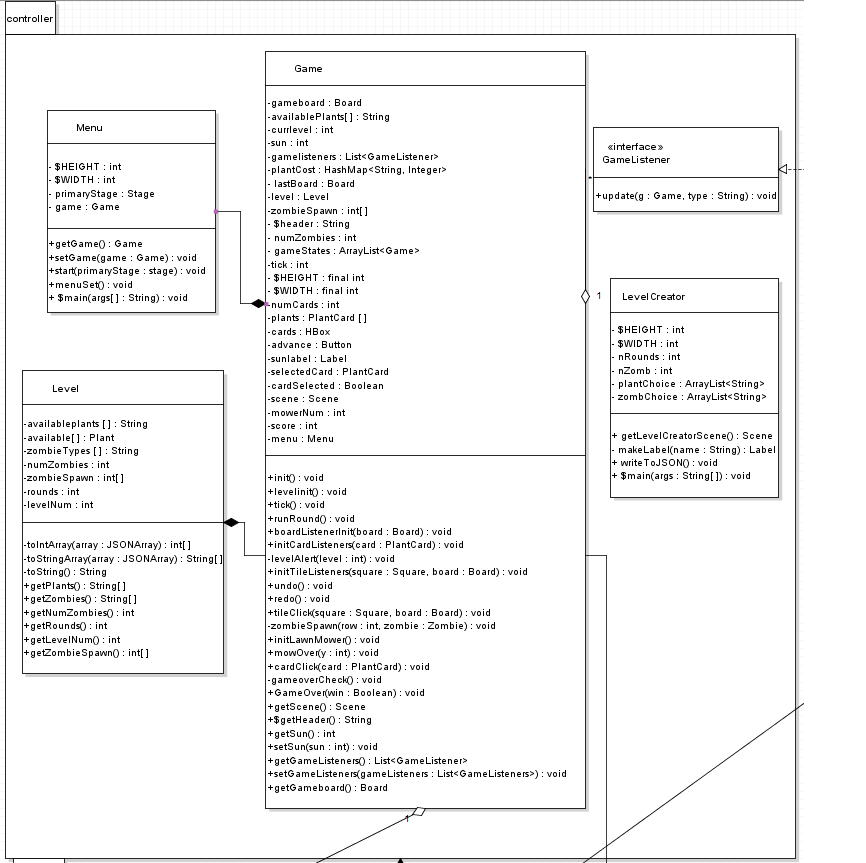 controller
Game
-gameboard : Board
-availablePlants[ ] : String
-currlevel : int
-sun : int
-gamelisteners : List<GameListener>
-plantCost : HashMap<String, Integer>
- lastBoard : Board
-level : Level
-zombieSpawn : int[ ]
- $header : String
- numZombies : int
- gameStates : ArrayList<Game>
-tick : int
- $HEIGHT : final int
- $WIDTH : final int
-numCards : int
-plants : PlantCard [ ]
-cards : HBox
-advance : Button
-sunlabel : Label
-selectedCard : PlantCard
-cardSelected : Boolean
-scene : Scene
-mowerNum : int
-score : int
-menu : Menu
+init() : void
+levelinit() : void
+tick() : void
+runRound() : void
+boardListenerInit(board : Board) : void
+initCardListeners(card : PlantCard) : void
-levelAlert(level : int) : void
+initTileListeners(square : Square, board : Board) : void
+undo() : void
+redo() : void
+tileClick(square : Square, board : Board) : void
-zombieSpawn(row : int, zombie : Zombie) : void
+initLawnMower() : void
+mowOver(y : int) : void
+cardClick(card : PlantCard) : void
-gameoverCheck() : void
+GameOver(win : Boolean) : void
+getScene() : Scene
+$getHeader() : String
+getSun() : int
+setSun(sun : int) : void
+getGameListeners() : List<GameListener>
+setGameListeners(gameListeners : List<GameListeners>) : void
+getGameboard() : Board
1
Menu
- $HEIGHT : int
- $WIDTH : int
- primaryStage : Stage
- game : Game
+getGame() : Game
+setGame(game : Game) : void
+start(primaryStage : stage) : void
+menuSet() : void
+ $main(args[ ] : String) : void
Level
-availableplants [ ] : String
-available[ ] : Plant
-zombieTypes [ ] : String
-numZombies : int
-zombieSpawn : int[ ]
-rounds : int
-levelNum : int
-toIntArray(array : JSONArray) : int[ ]
-toStringArray(array : JSONArray) : String[ ]
-toString() : String
+getPlants() : String[ ]
+getZombies() : String[ ]
+getNumZombies() : int
+getRounds() : int
+getLevelNum() : int
+getZombieSpawn() : int[ ]
«interface»
GameListener
*
+update(g : Game, type : String) : void
1
LevelCreator
- $HEIGHT : int
- $WIDTH : int
- nRounds : int
- nZomb : int
- plantChoice : ArrayList<String>
- zombChoice : ArrayList<String>
+ getLevelCreatorScene() : Scene
- makeLabel(name : String) : Label
+ writeToJSON() : void
+ $main(args : String[ ]) : void